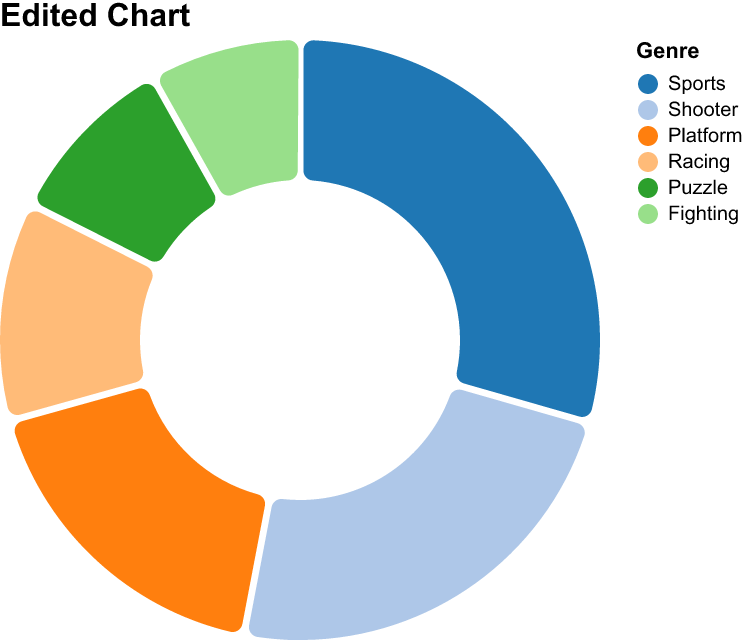 Edited Chart
Genre
Sports
Shooter
Platform
Racing
Puzzle
Fighting